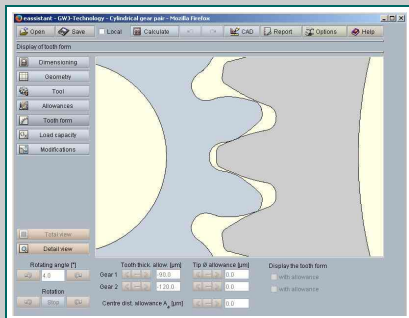 eassistant - GWJ-Technology - Cylindrical gear pair - Mozilla Firefox
Open Save Local Calculate CAD Report Options Help
Display of tooth form
Dimensioning
Geometry
Tool
Allowances
Tooth form
Load capacity
Modifications
Total view
Detail view
Rotating angle [°] Tooth thick. allow. [µm] Tip Ø allowance [µm] Display the tooth form
4.0 Gear 1 -90.0 0.0 with allowance
Rotation Gear 2 -120.0 0.0 with allowance
Stop Centre dist. allowance Aa [µm] 0.0